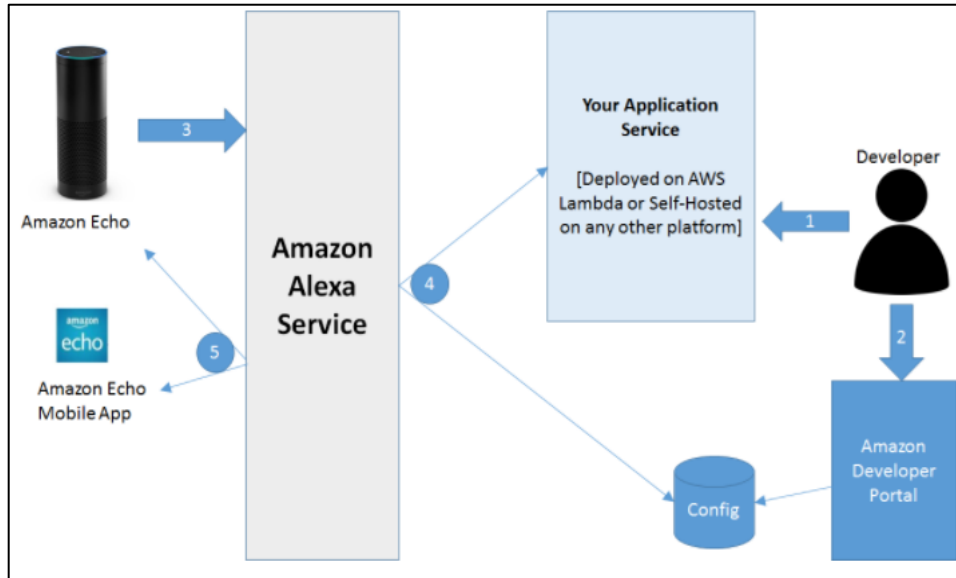 3
Amazon Echo
amazon
echo
Amazon Echo
Mobile App
5
Amazon
Alexa
Service
4
Your Application
Service
[Deployed on AWS
Lambda or Self-Hosted
on any other platform]
Developer
1
2
Amazon
Developer
Portal
Config